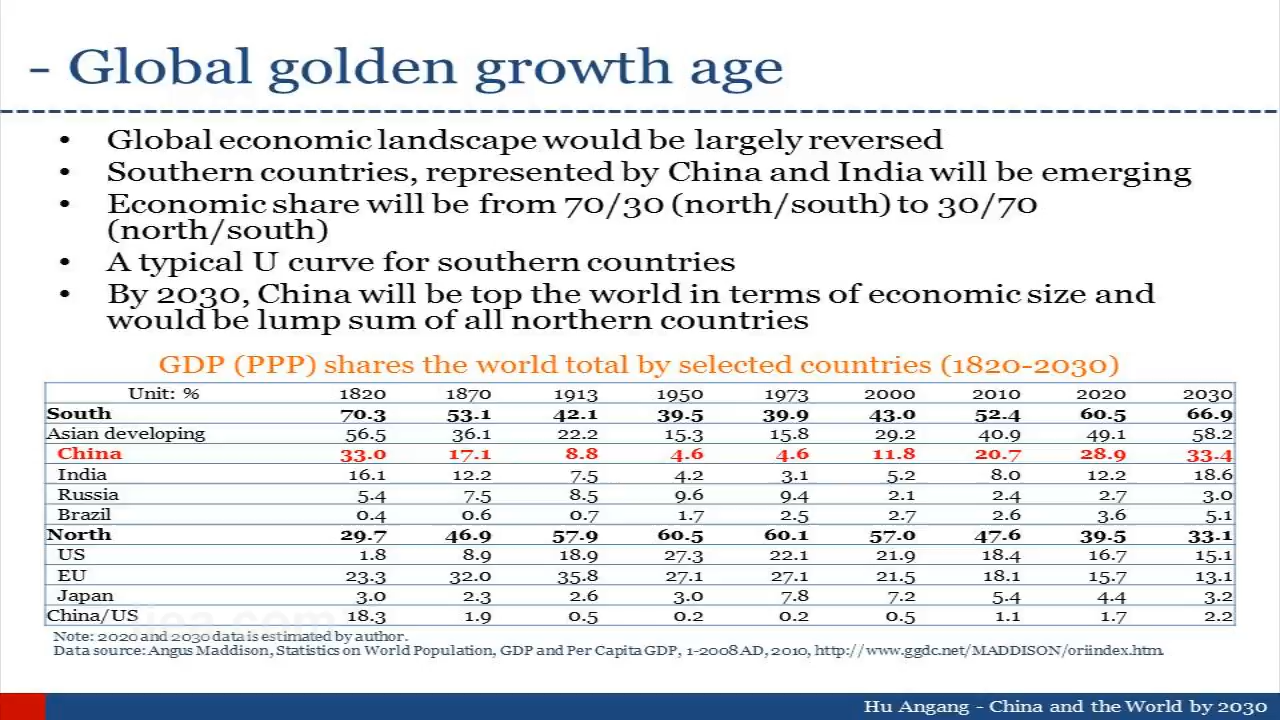 - Global golden growth age
• Global economic landscape would be largely reversed
• Southern countries, represented by China and India will be emerging
• Economic share will be from 70/30 (north/south) to 30/70
(north/south)
• A typical U curve for southern countries
• By 2030, China will be top the world in terms of economic size and
would be lump sum of all northern countries
GDP (PPP) shares the world total by selected countries (1820-2030)
Unit: % 1820 1870 1913 1950 1973 2000 2010 2020 2030
South 70.3 53.1 42.1 39.5 39.9 43.0 52.4 60.5 66.9
Asian developing 56.5 36.1 22.2 15.3 15.8 29.2 40.9 49.1 58.2
China 33.0 17.1 8.8 4.6 4.6 11.8 20.7 28.9 33.4
India 16.1 12.2 7.5 4.2 3.1 5.2 8.0 12.2 18.6
Russia 5.4 7.5 8.5 9.6 9.4 2.1 2.4 2.7 3.0
Brazil 0.4 0.6 0.7 1.7 2.5 2.7 2.6 3.6 5.1
North 29.7 46.9 57.9 60.5 60.1 57.0 47.6 39.5 33.1
US 1.8 8.9 18.9 27.3 22.1 21.9 18.4 16.7 15.1
EU 23.3 32.0 35.8 27.1 27.1 21.5 18.1 15.7 13.1
Japan 3.0 2.3 2.6 3.0 7.8 7.2 5.4 4.4 3.2
China/US 18.3 1.9 0.5 0.2 0.2 0.5 1.1 1.7 2.2
Note: 2020 and 2030 data is estimated by author.
Data source: Angus Maddison, Statistics on World Population, GDP and Per Capita GDP, 1-2008 AD, 2010, http://www.ggdc.net/MADDISON/oriindex.htm.
Hu Angang - China and the World by 2030